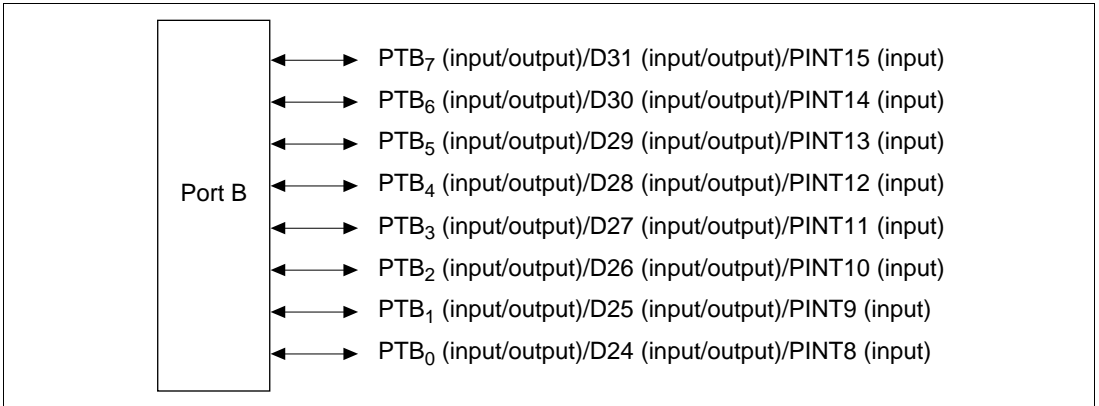 PTB₇ (input/output)/D31 (input/output)/PINT15 (input)
PTB₆ (input/output)/D30 (input/output)/PINT14 (input)
PTB₅ (input/output)/D29 (input/output)/PINT13 (input)
PTB₄ (input/output)/D28 (input/output)/PINT12 (input)
Port B
PTB₃ (input/output)/D27 (input/output)/PINT11 (input)
PTB₂ (input/output)/D26 (input/output)/PINT10 (input)
PTB₁ (input/output)/D25 (input/output)/PINT9 (input)
PTB₀ (input/output)/D24 (input/output)/PINT8 (input)